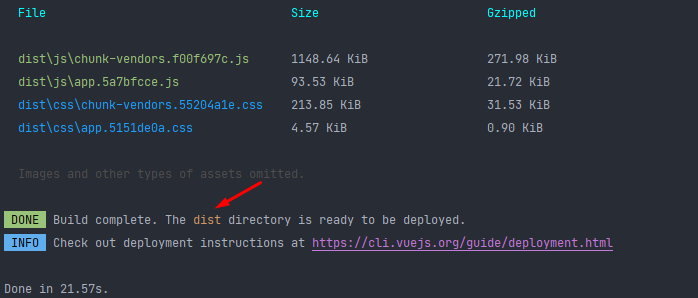 File Size Gzipped
dist\js\chunk-vendors.f00f697c.js 1148.64 KiB 271.98 KiB
dist\js\app.5a7bfcce.js 93.53 KiB 21.72 KiB
dist\css\chunk-vendors.55204a1e.css 213.85 KiB 31.53 KiB
dist\css\app.5151de0a.css 4.57 KiB 0.90 KiB
Images and other types of assets omitted.
DONE Build complete. The dist directory is ready to be deployed.
INFO Check out deployment instructions at https://cli.vuejs.org/guide/deployment.html
Done in 21.57s.